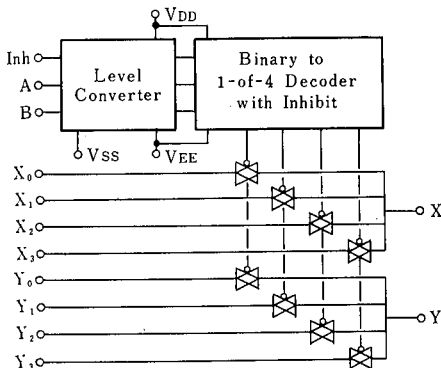 VDD
Inh
A
B
Level
Converter
Binary to
1-of-4 Decoder
with Inhibit
VSS
VEE
X₀
X₁
X₂
X₃
Y₀
Y₁
Y₂
Y₃
X
Y